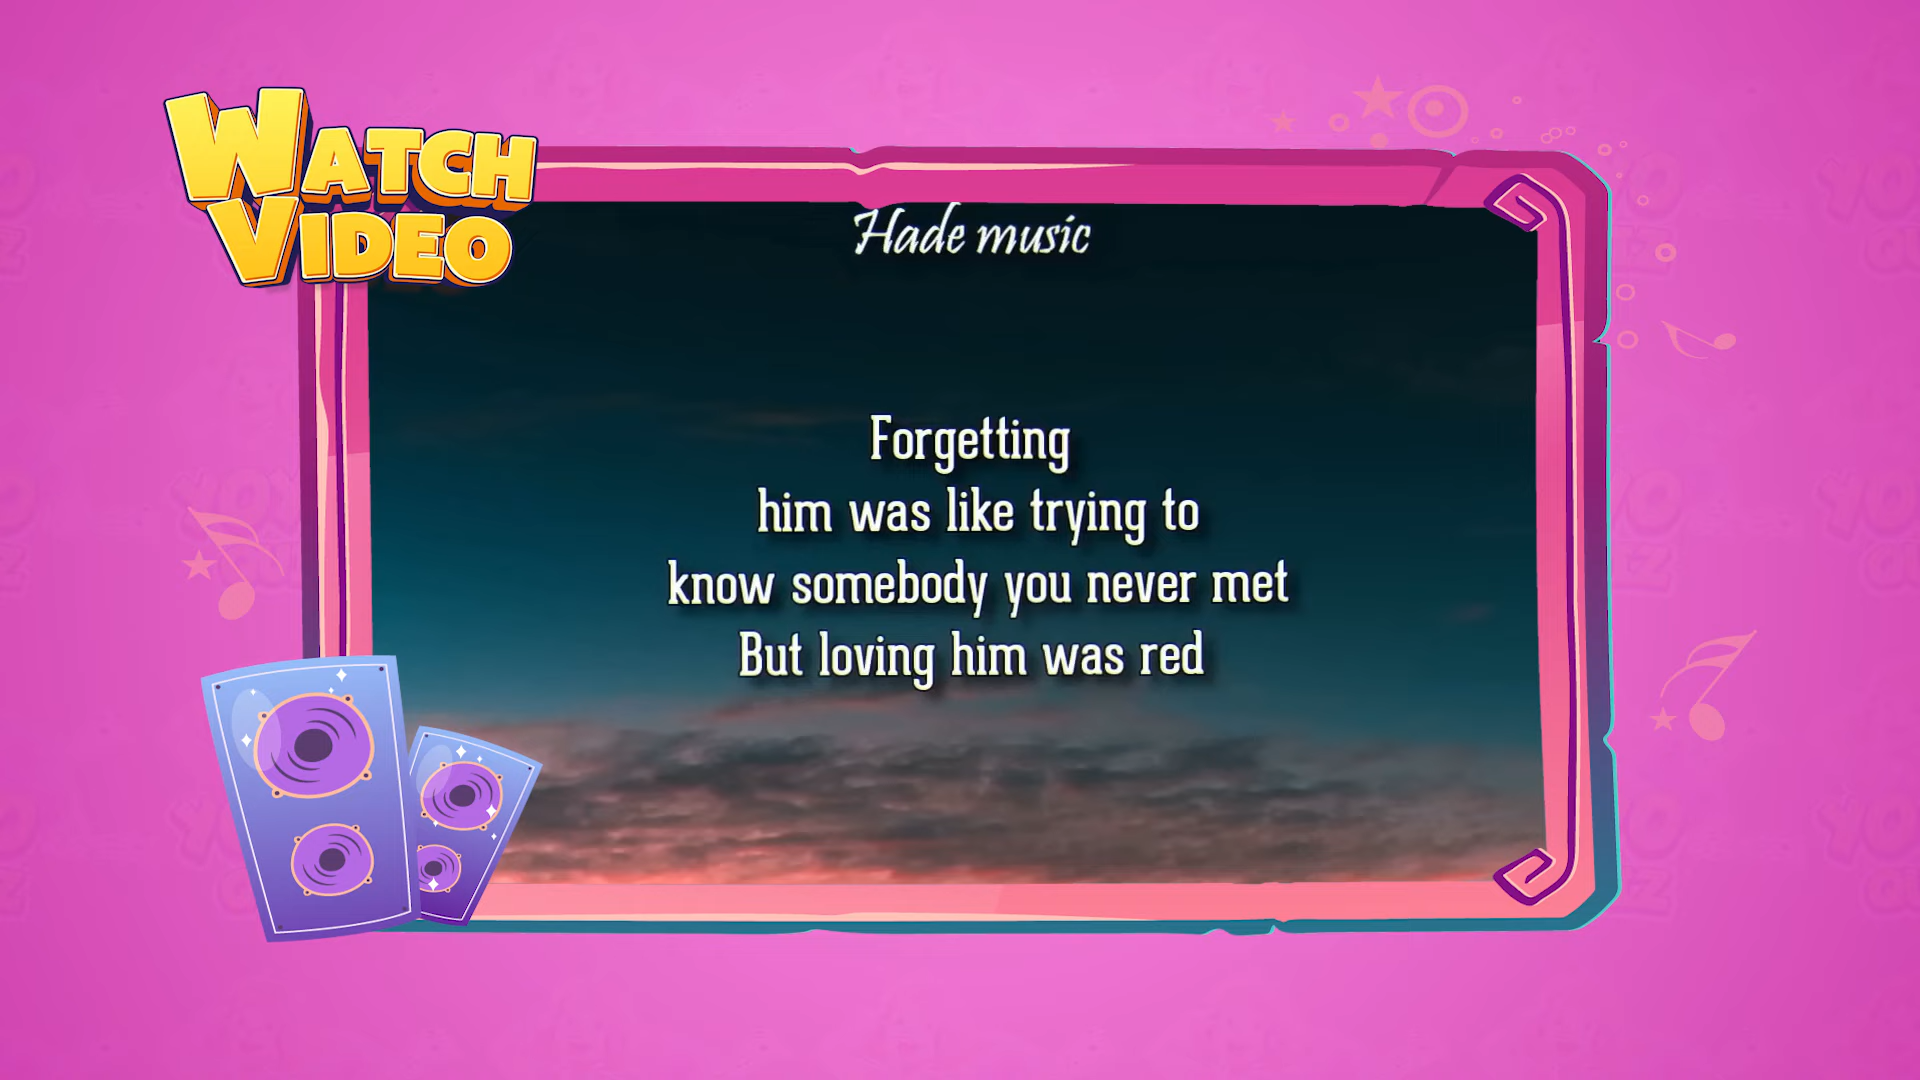 WATCH
VIDEO
Hade music
Forgetting
him was like trying to
know somebody you never met
But loving him was red